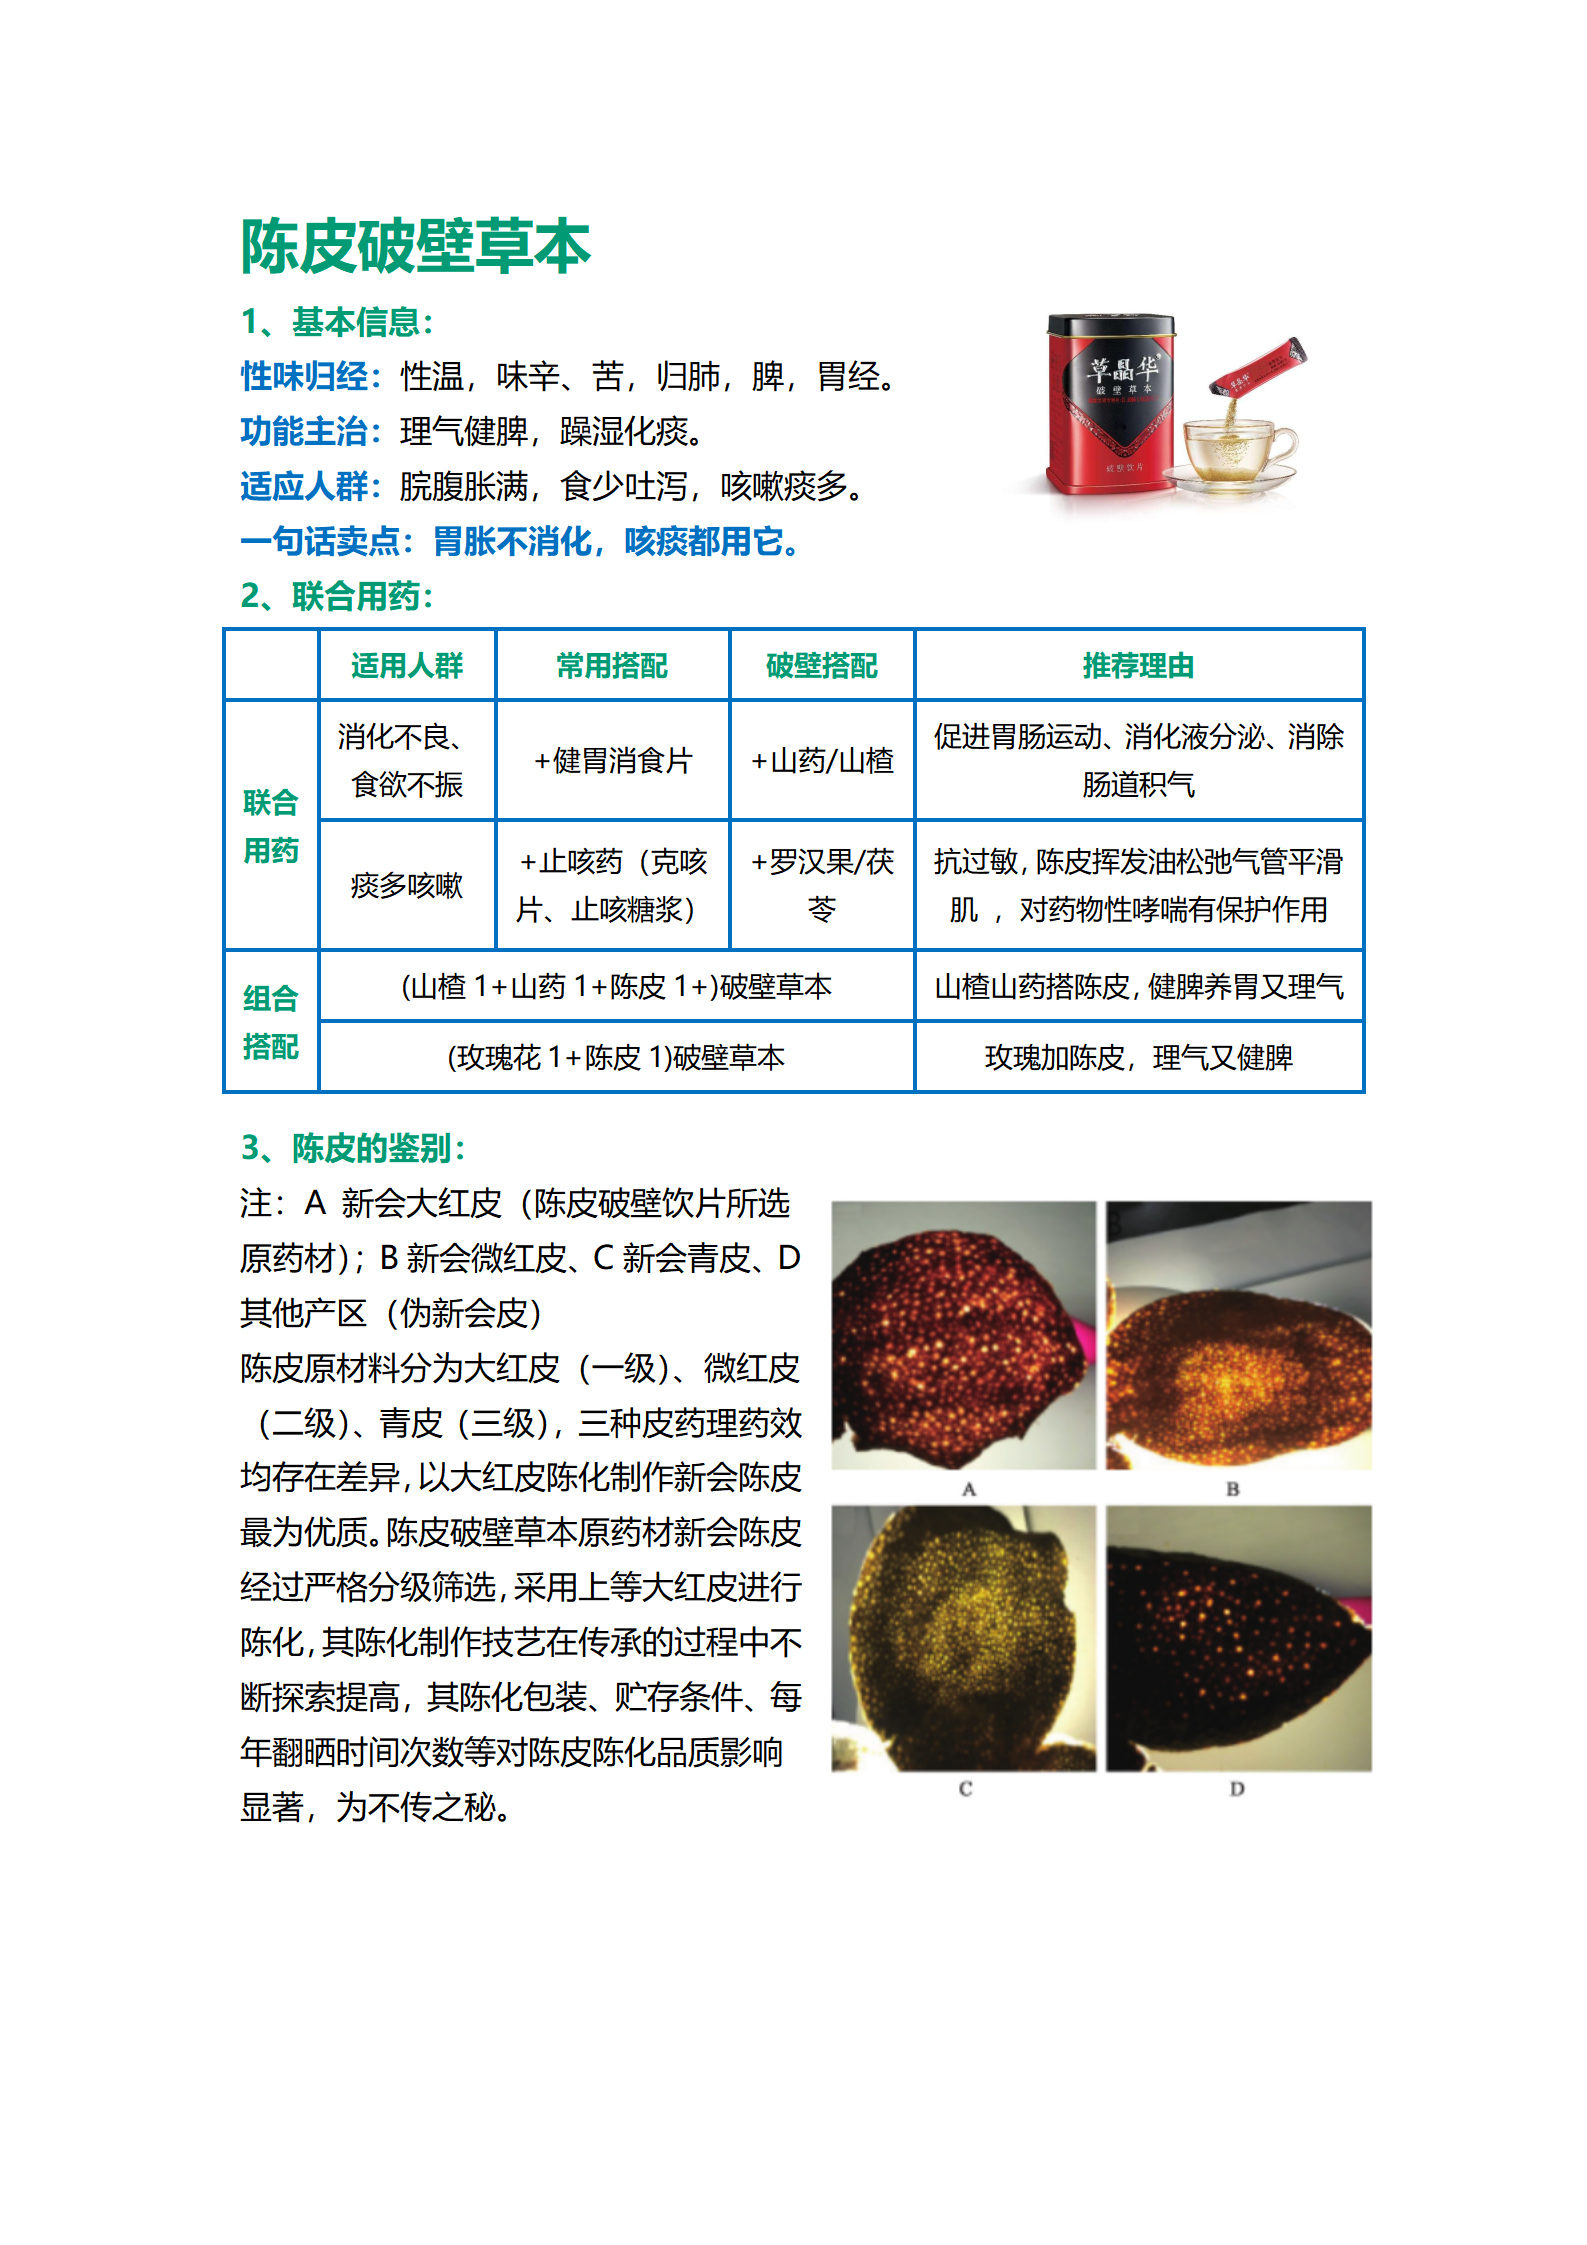 陈皮破壁草本
1、基本信息：
性味归经：性温，味辛、苦，归肺，脾，胃经。
功能主治：理气健脾，躁湿化痰。
适应人群：脘腹胀满，食少吐泻，咳嗽痰多。
一句话卖点：胃胀不消化，咳痰都用它。
草晶华
破壁草本
破壁饮片
草晶华
2、联合用药：
适用人群 常用搭配 破壁搭配 推荐理由
联合
用药
消化不良、
食欲不振
+健胃消食片
+山药/山楂
促进胃肠运动、消化液分泌、消除
肠道积气
痰多咳嗽
+止咳药（克咳
片、止咳糖浆）
+罗汉果/茯
苓
抗过敏，陈皮挥发油松弛气管平滑
肌 ，对药物性哮喘有保护作用
组合
搭配
(山楂 1+山药 1+陈皮 1+)破壁草本
山楂山药搭陈皮，健脾养胃又理气
(玫瑰花 1+陈皮 1)破壁草本
玫瑰加陈皮，理气又健脾
3、陈皮的鉴别：
注：A 新会大红皮（陈皮破壁饮片所选
原药材）；B 新会微红皮、C 新会青皮、D
其他产区（伪新会皮）
陈皮原材料分为大红皮（一级）、微红皮
（二级）、青皮（三级），三种皮药理药效
均存在差异，以大红皮陈化制作新会陈皮
最为优质。陈皮破壁草本原药材新会陈皮
经过严格分级筛选，采用上等大红皮进行
陈化，其陈化制作技艺在传承的过程中不
断探索提高，其陈化包装、贮存条件、每
年翻晒时间次数等对陈皮陈化品质影响
显著，为不传之秘。
A
B
C
D